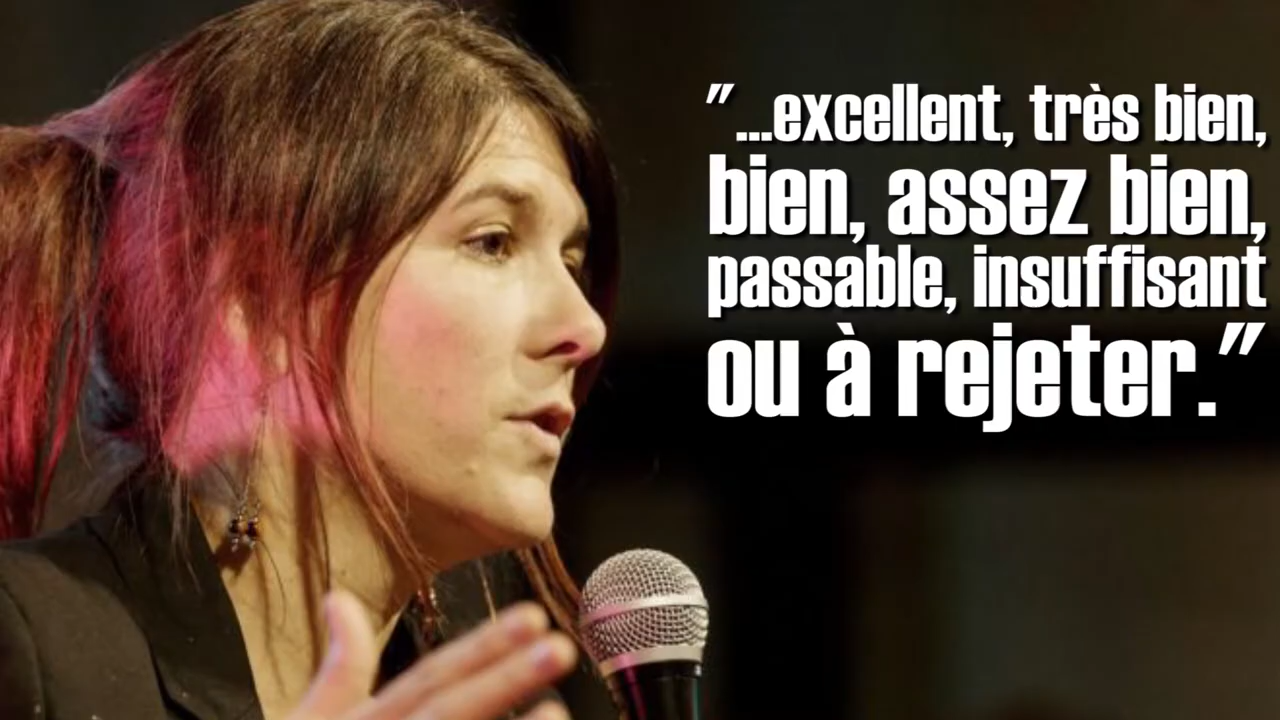 "...excellent, très bien,
bien, assez bien,
passable, insuffisant
ou à rejeter."